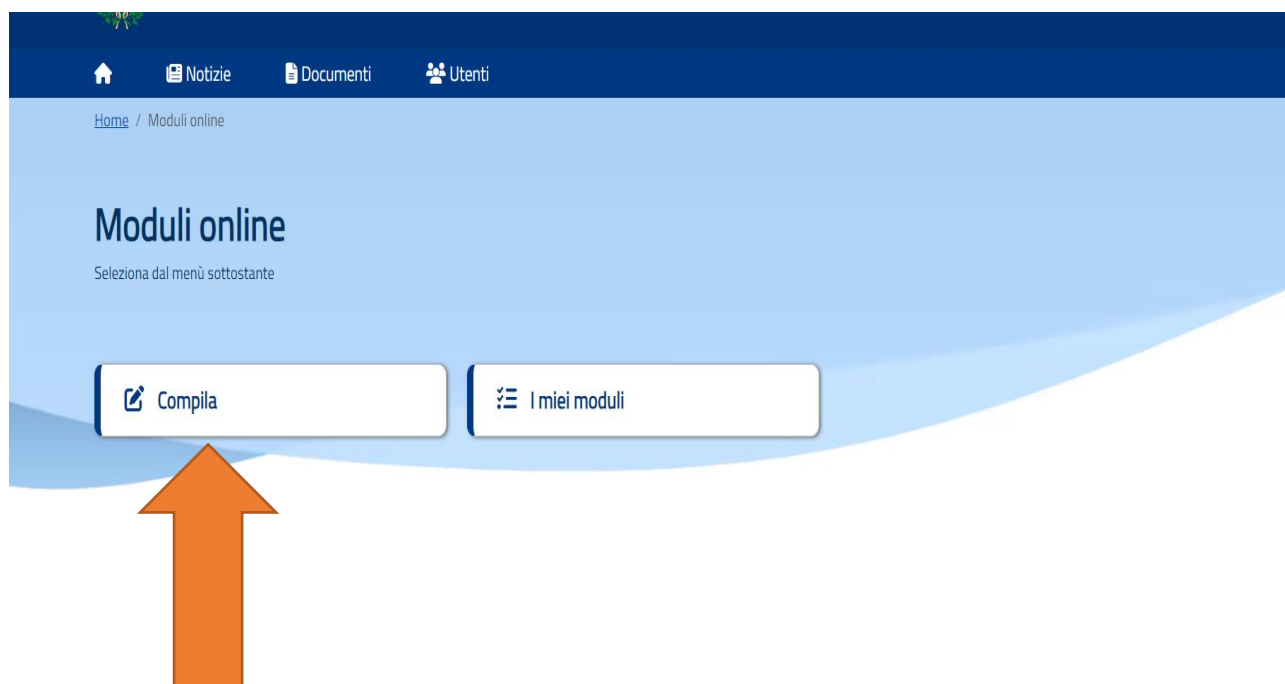 Notizie Documenti Utenti
Home / Moduli online
Moduli online
Seleziona dal menù sottostante
Compila I miei moduli